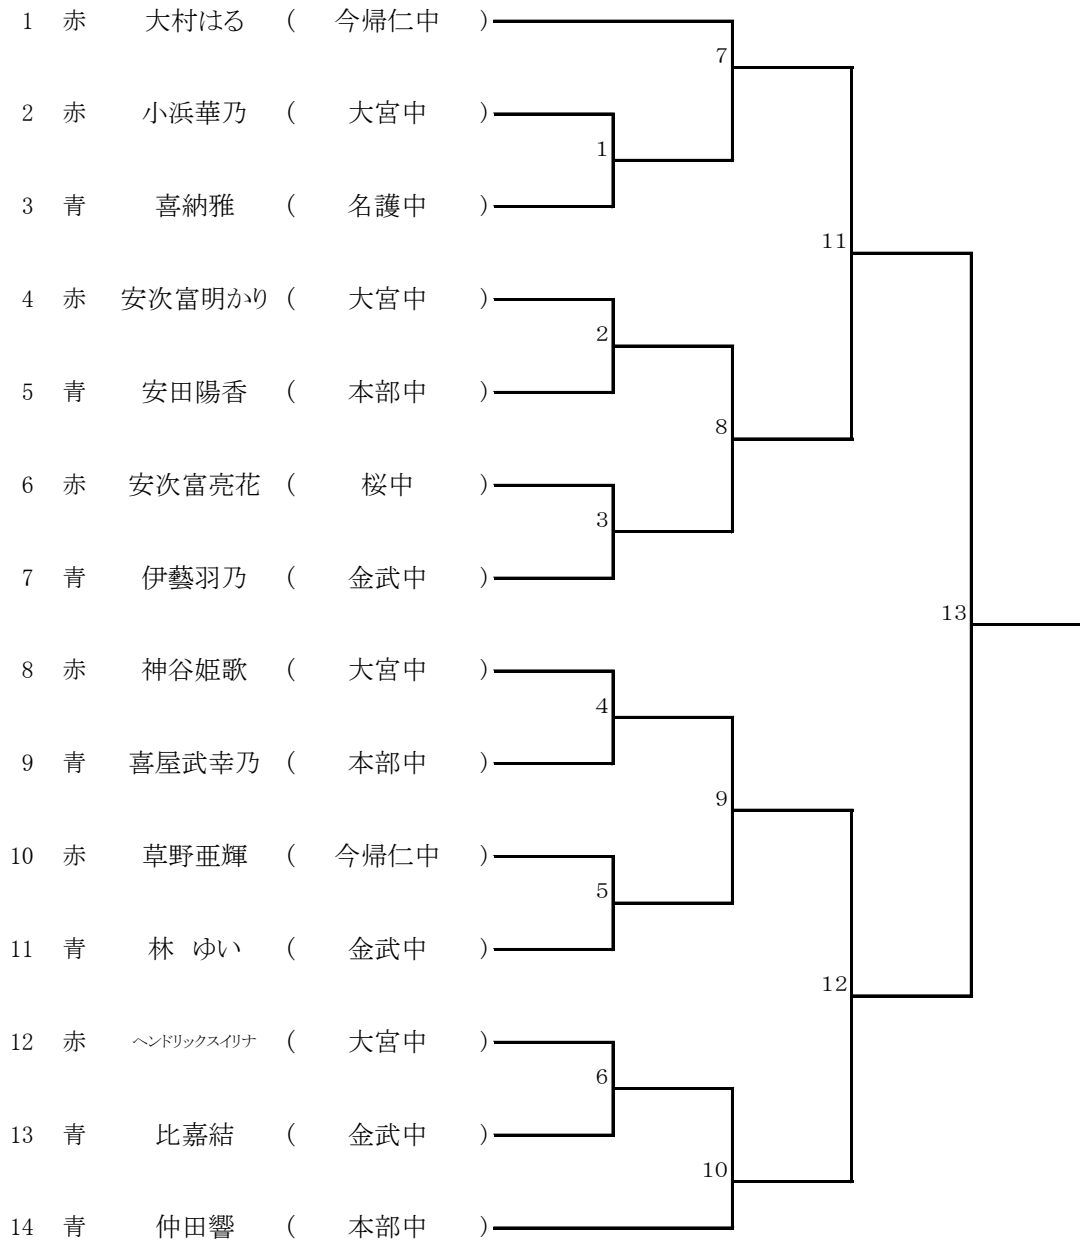 1 赤 大村はる ( 今帰仁中 )
7
2 赤 小浜華乃 ( 大宮中 )
1
3 青 喜納雅 ( 名護中 )
11
4 赤 安次富明かり ( 大宮中 )
2
5 青 安田陽香 ( 本部中 )
8
6 赤 安次富亮花 ( 桜中 )
3
7 青 伊藝羽乃 ( 金武中 )
13
8 赤 神谷姫歌 ( 大宮中 )
4
9 青 喜屋武幸乃 ( 本部中 )
9
10 赤 草野亜輝 ( 今帰仁中 )
5
11 青 林 ゆい ( 金武中 )
12
12 赤 ヘンドリックスイリナ ( 大宮中 )
6
13 青 比嘉結 ( 金武中 )
10
14 青 仲田響 ( 本部中 )